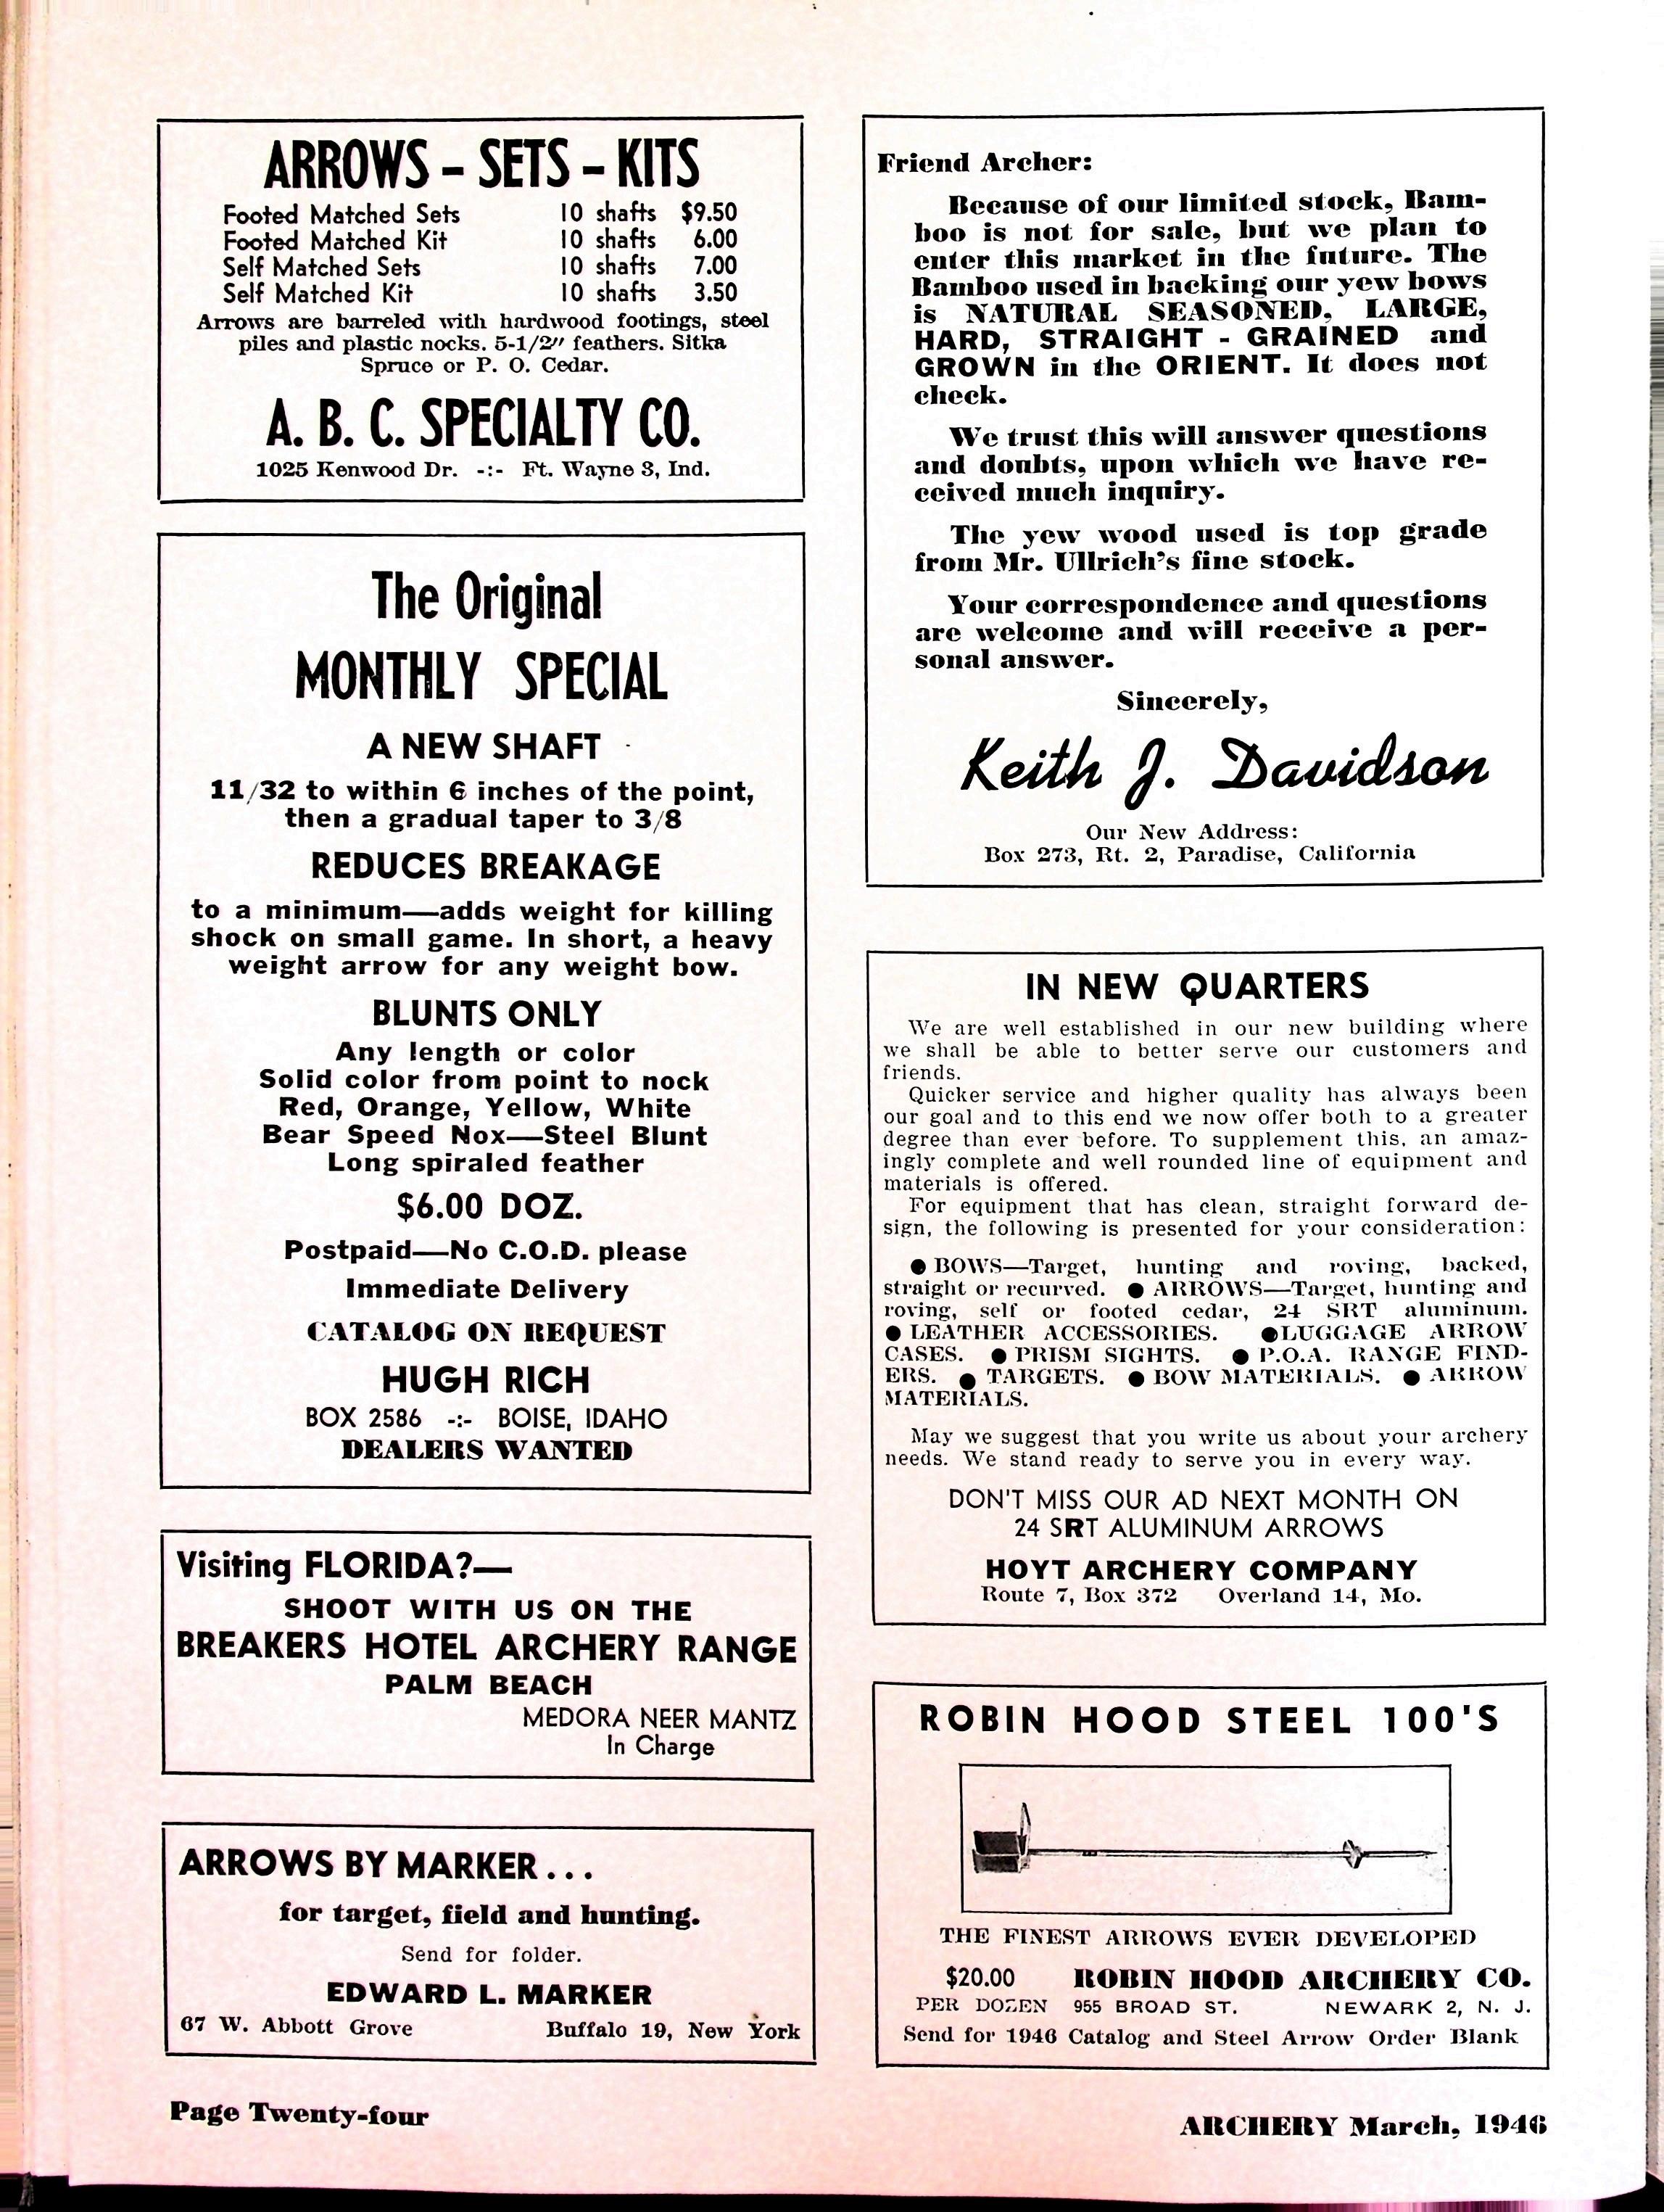 ARROWS - SETS - KITS
Footed Matched Sets 10 shafts $9.50
Footed Matched Kit 10 shafts 6.00
Self Matched Sets 10 shafts 7.00
Self Matched Kit 10 shafts 3.50
Arrows are barreled with hardwood footings, steel
piles and plastic nocks. 5-1/2″ feathers. Sitka
Spruce or P. O. Cedar.
A. B. C. SPECIALTY CO.
1025 Kenwood Dr. -:- Ft. Wayne 3, Ind.
The Original
MONTHLY SPECIAL
A NEW SHAFT
11/32 to within 6 inches of the point,
then a gradual taper to 3/8
REDUCES BREAKAGE
to a minimum—adds weight for killing
shock on small game. In short, a heavy
weight arrow for any weight bow.
BLUNTS ONLY
Any length or color
Solid color from point to nock
Red, Orange, Yellow, White
Bear Speed Nox—Steel Blunt
Long spiraled feather
$6.00 DOZ.
Postpaid—No C.O.D. please
Immediate Delivery
CATALOG ON REQUEST
HUGH RICH
BOX 2586 -:- BOISE, IDAHO
DEALERS WANTED
Visiting FLORIDA?—
SHOOT WITH US ON THE
BREAKERS HOTEL ARCHERY RANGE
PALM BEACH
MEDORA NEER MANTZ
In Charge
ARROWS BY MARKER . . .
for target, field and hunting.
Send for folder.
EDWARD L. MARKER
67 W. Abbott Grove Buffalo 19, New York
Friend Archer:
Because of our limited stock, Bam-
boo is not for sale, but we plan to
enter this market in the future. The
Bamboo used in backing our yew bows
is NATURAL SEASONED, LARGE,
HARD, STRAIGHT - GRAINED and
GROWN in the ORIENT. It does not
check.
We trust this will answer questions
and doubts, upon which we have re-
ceived much inquiry.
The yew wood used is top grade
from Mr. Ullrich's fine stock.
Your correspondence and questions
are welcome and will receive a per-
sonal answer.
Sincerely,
Keith J. Davidson
Our New Address:
Box 273, Rt. 2, Paradise, California
IN NEW QUARTERS
We are well established in our new building where
we shall be able to better serve our customers and
friends.
Quicker service and higher quality has always been
our goal and to this end we now offer both to a greater
degree than ever before. To supplement this, an amaz-
ingly complete and well rounded line of equipment and
materials is offered.
For equipment that has clean, straight forward de-
sign, the following is presented for your consideration:
● BOWS—Target, hunting and roving, backed,
straight or recurved. ● ARROWS—Target, hunting and
roving, self or footed cedar, 24 SRT aluminum.
● LEATHER ACCESSORIES. ●LUGGAGE ARROW
CASES. ● PRISM SIGHTS. ● P.O.A. RANGE FIND-
ERS. ● TARGETS. ● BOW MATERIALS. ● ARROW
MATERIALS.
May we suggest that you write us about your archery
needs. We stand ready to serve you in every way.
DON'T MISS OUR AD NEXT MONTH ON
24 SRT ALUMINUM ARROWS
HOYT ARCHERY COMPANY
Route 7, Box 372 Overland 14, Mo.
ROBIN HOOD STEEL 100'S
THE FINEST ARROWS EVER DEVELOPED
$20.00 ROBIN HOOD ARCHERY CO.
PER DOZEN 955 BROAD ST. NEWARK 2, N. J.
Send for 1946 Catalog and Steel Arrow Order Blank
Page Twenty-four
ARCHERY March, 1946